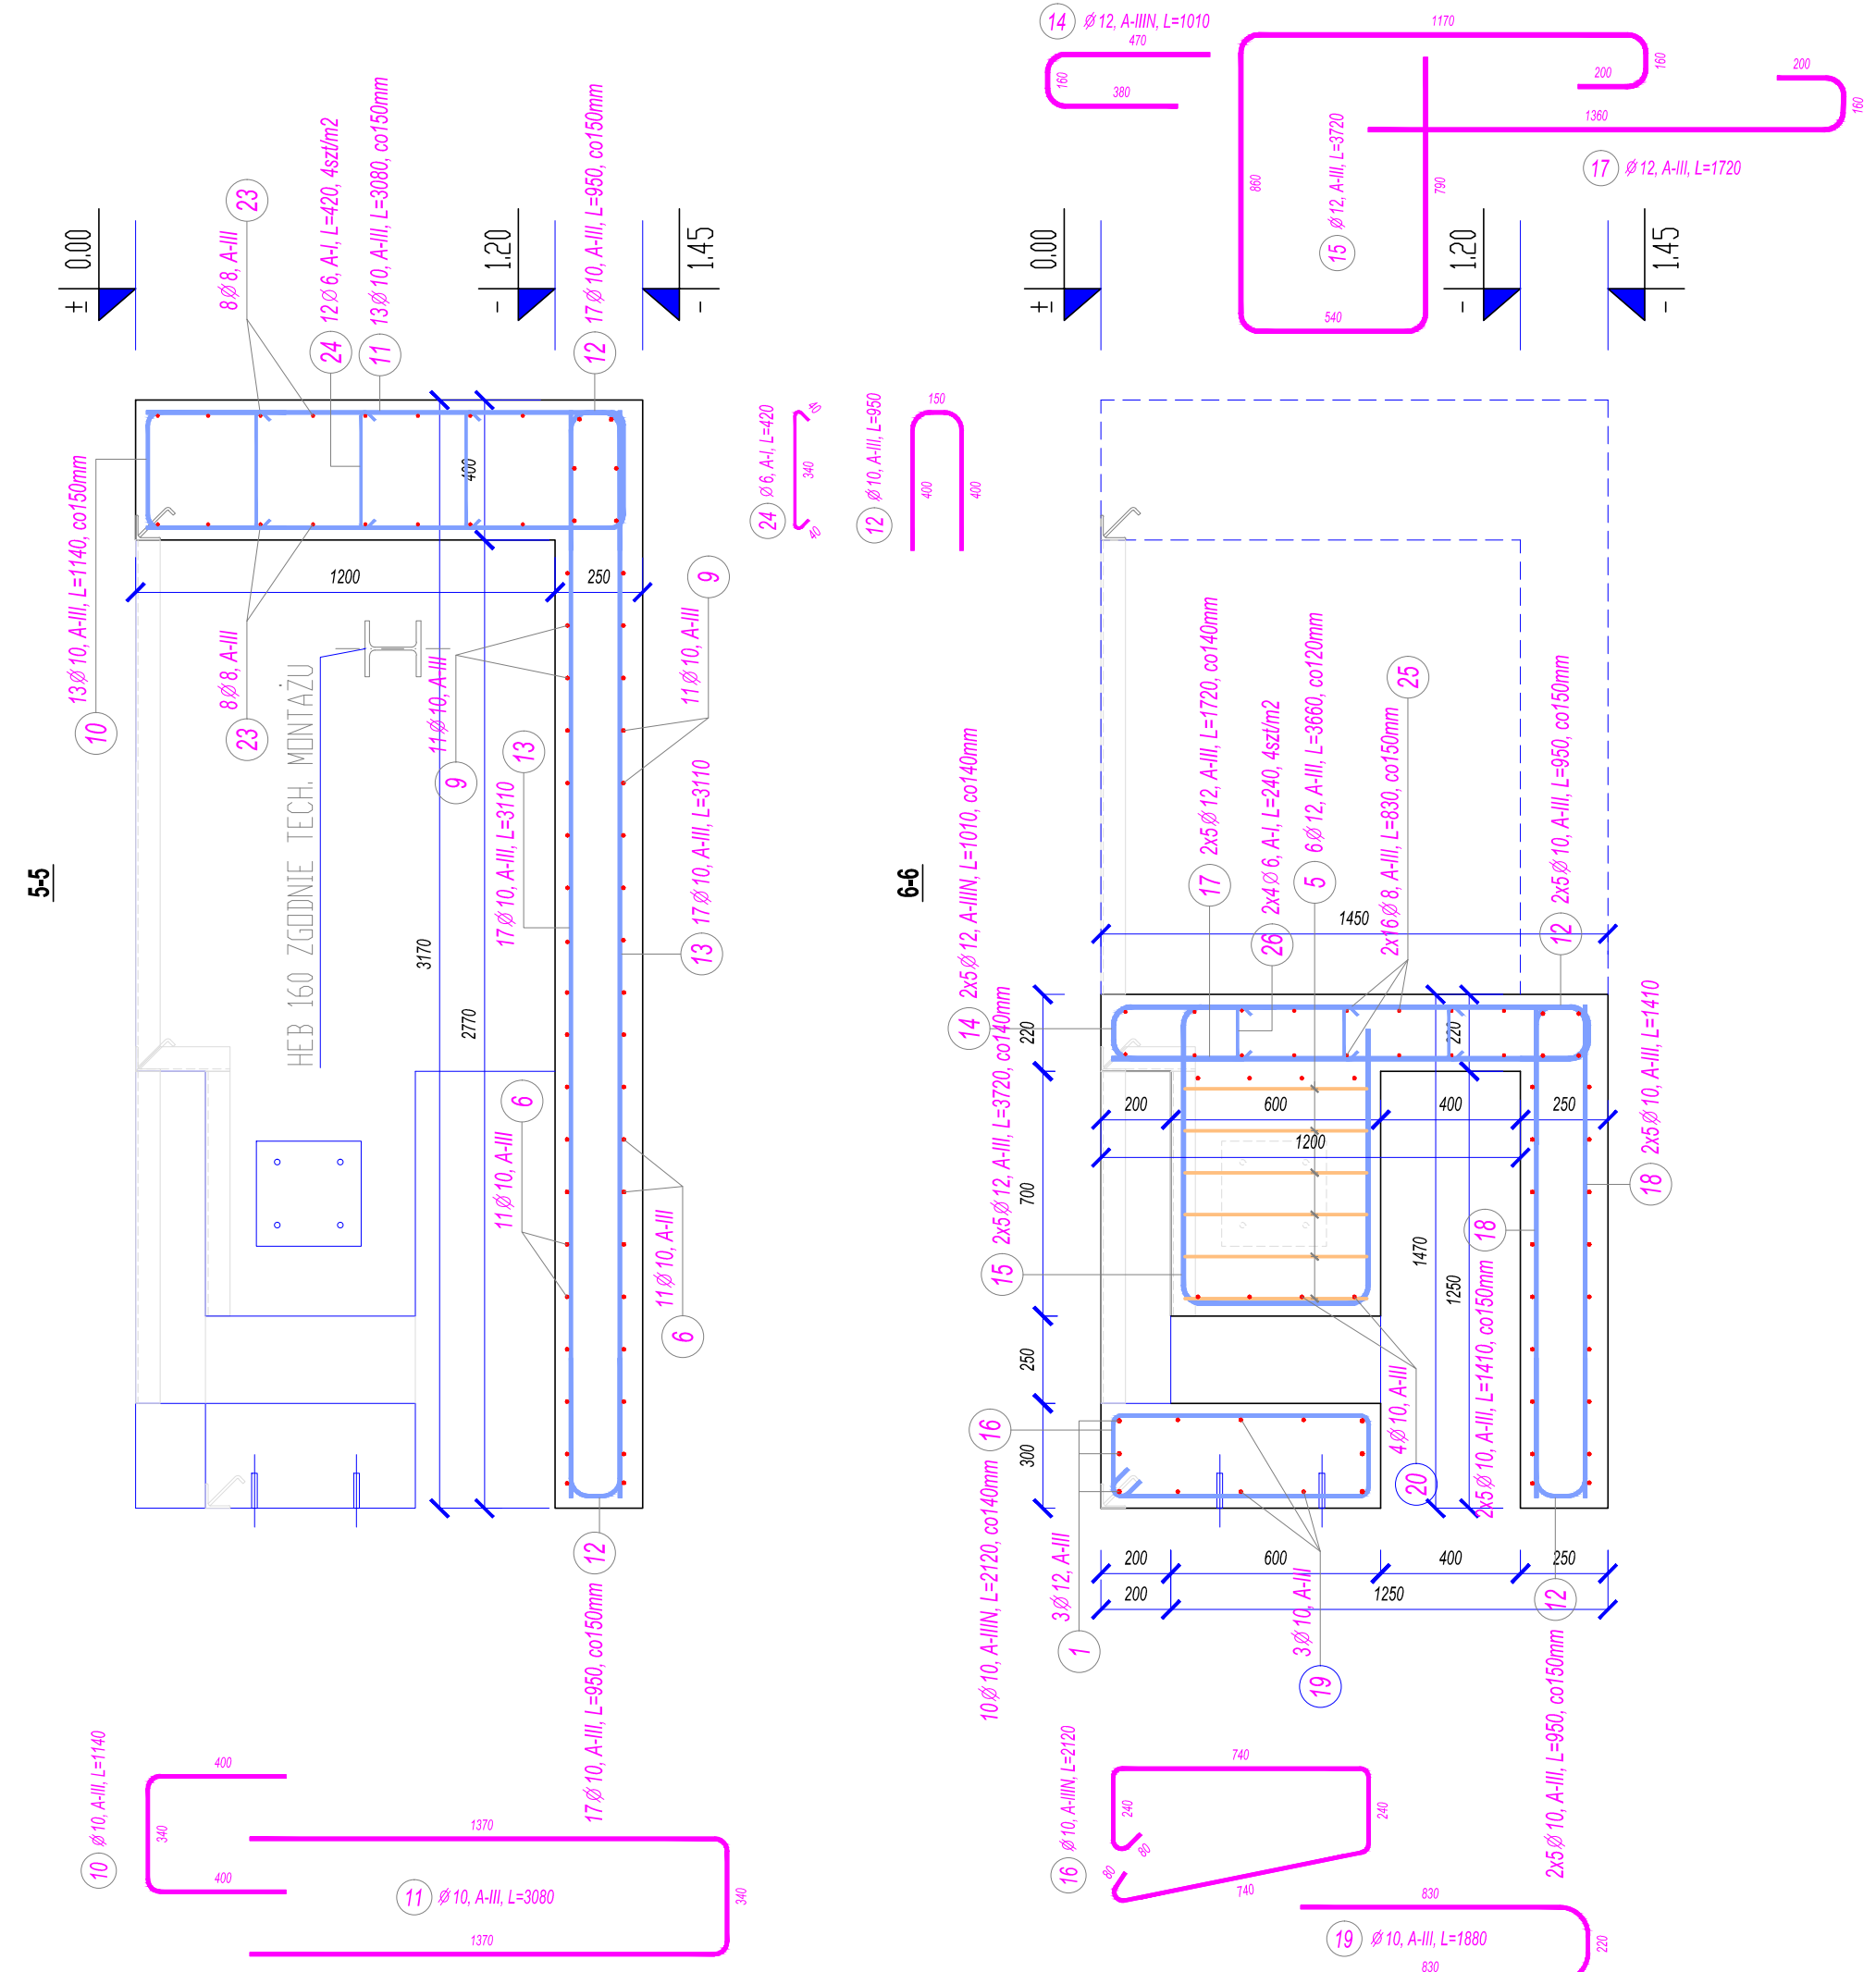 5-5
± 0.00
- 1.20
- 1.45
23
8Ø8, A-III
24 12Ø6, A-I, L=420, 4szt/m2
11 13Ø10, A-III, L=3080, co150mm
12 17Ø10, A-III, L=950, co150mm
10 13Ø10, A-III, L=1140, co150mm
23 8Ø8, A-III
400
1200
250
HEB 160 ZGODNIE TECH. MONTAŻU
9 11Ø10, A-III
9 11Ø10, A-III
13 17Ø10, A-III, L=3110
13 17Ø10, A-III, L=3110
3170
2770
6 11Ø10, A-III
6 11Ø10, A-III
12 17Ø10, A-III, L=950, co150mm
24 Ø6, A-I, L=420
40
340
40
12 Ø10, A-III, L=950
150
400
400
10 Ø10, A-III, L=1140
400
340
400
11 Ø10, A-III, L=3080
1370
340
1370
6-6
14 Ø12, A-IIIN, L=1010
470
160
380
15 Ø12, A-III, L=3720
1170
160
200
860
790
540
17 Ø12, A-III, L=1720
200
160
1360
± 0.00
- 1.20
- 1.45
14 2x5Ø12, A-IIIN, L=1010, co140mm
17 2x5Ø12, A-III, L=1720, co140mm
26 2x4Ø6, A-I, L=240, 4szt/m2
5 6Ø12, A-III, L=3660, co120mm
25 2x16Ø8, A-III, L=830, co150mm
12 2x5Ø10, A-III, L=950, co150mm
1450
15 2x5Ø12, A-III, L=3720, co140mm
18 2x5Ø10, A-III, L=1410
18 2x5Ø10, A-III, L=1410, co150mm
220
220
200
600
400
250
1200
700
1470
1250
250
300
16 10Ø10, A-IIIN, L=2120, co140mm
1 3Ø12, A-III
19 3Ø10, A-III
20 4Ø10, A-III
12 2x5Ø10, A-III, L=950, co150mm
200
600
400
250
200
1250
16 Ø10, A-IIIN, L=2120
740
240
80
80
240
740
19 Ø10, A-III, L=1880
830
220
830